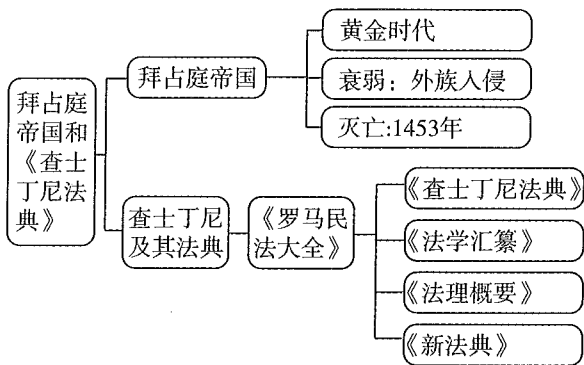 拜占庭
帝国和
《查士
丁尼法
典》
拜占庭帝国
黄金时代
衰弱：外族入侵
灭亡:1453年
查士丁尼
及其法典
《罗马民
法大全》
《查士丁尼法典》
《法学汇纂》
《法理概要》
《新法典》